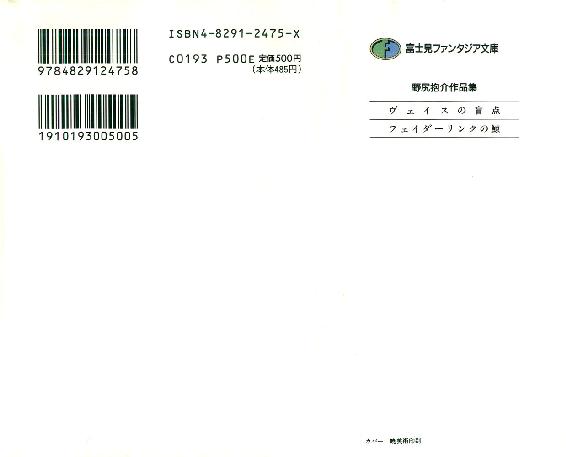 ISBN4-8291-2475-X
C0193 P500E 定価500円
(本体485円)
9784829124758
1910193005005
富士見ファンタジア文庫
野尻抱介作品集
ヴェイスの盲点
フェイダーリンクの鯨
カバー 暁美術印刷